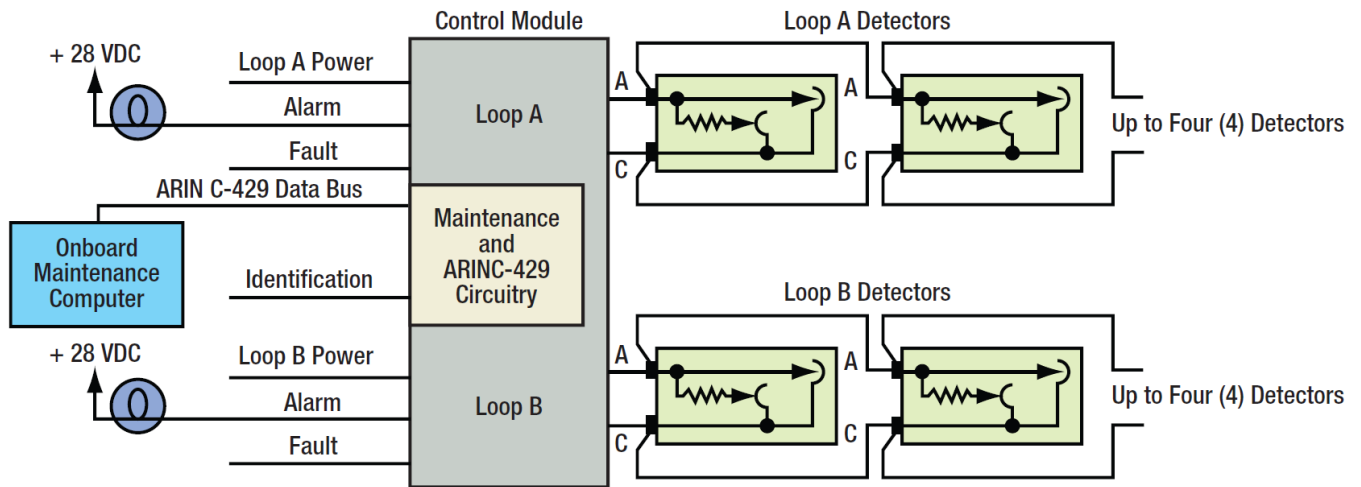 Control Module
Loop A Detectors
+ 28 VDC
Loop A Power
Alarm
Fault
ARIN C-429 Data Bus
Onboard
Maintenance
Computer
Identification
+ 28 VDC
Loop B Power
Alarm
Fault
Loop A
Maintenance
and
ARINC-429
Circuitry
Loop B
A
C
A
C
Up to Four (4) Detectors
Loop B Detectors
A
C
A
C
Up to Four (4) Detectors